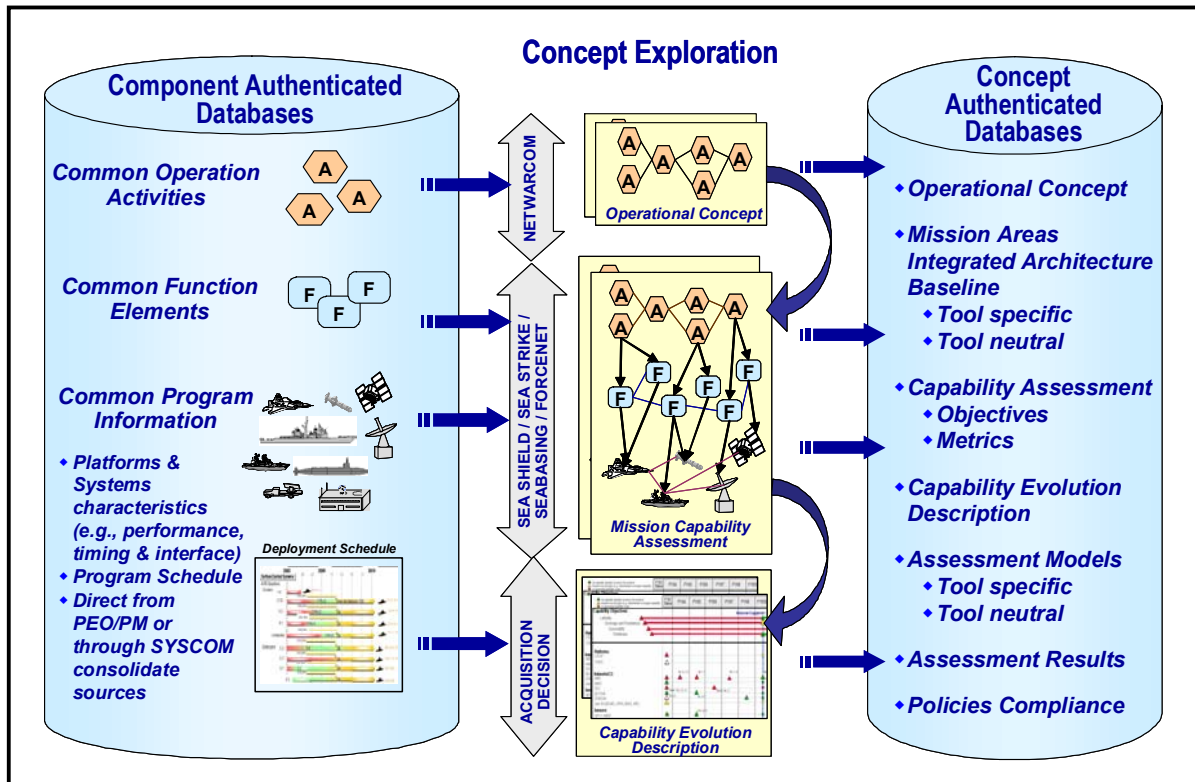 Concept Exploration
Component Authenticated
Databases
Common Operation
Activities
A
A
A
Common Function
Elements
F
F
F
Common Program
Information
Platforms &
Systems
characteristics
(e.g., performance,
timing & interface)
Program Schedule
Direct from
PEO/PM or
through SYSCOM
consolidate
sources
Deployment Schedule
NETWARCOM
SEA SHIELD / SEA STRIKE /
SEABASING / FORCENET
ACQUISITION
DECISION
A
A
A
A
A
A
Operational Concept
A
A
A
A
A
A
F
F
F
F
F
F
Mission Capability
Assessment
Capability Evolution
Description
Concept
Authenticated
Databases
Operational Concept
Mission Areas
Integrated Architecture
Baseline
Tool specific
Tool neutral
Capability Assessment
Objectives
Metrics
Capability Evolution
Description
Assessment Models
Tool specific
Tool neutral
Assessment Results
Policies Compliance